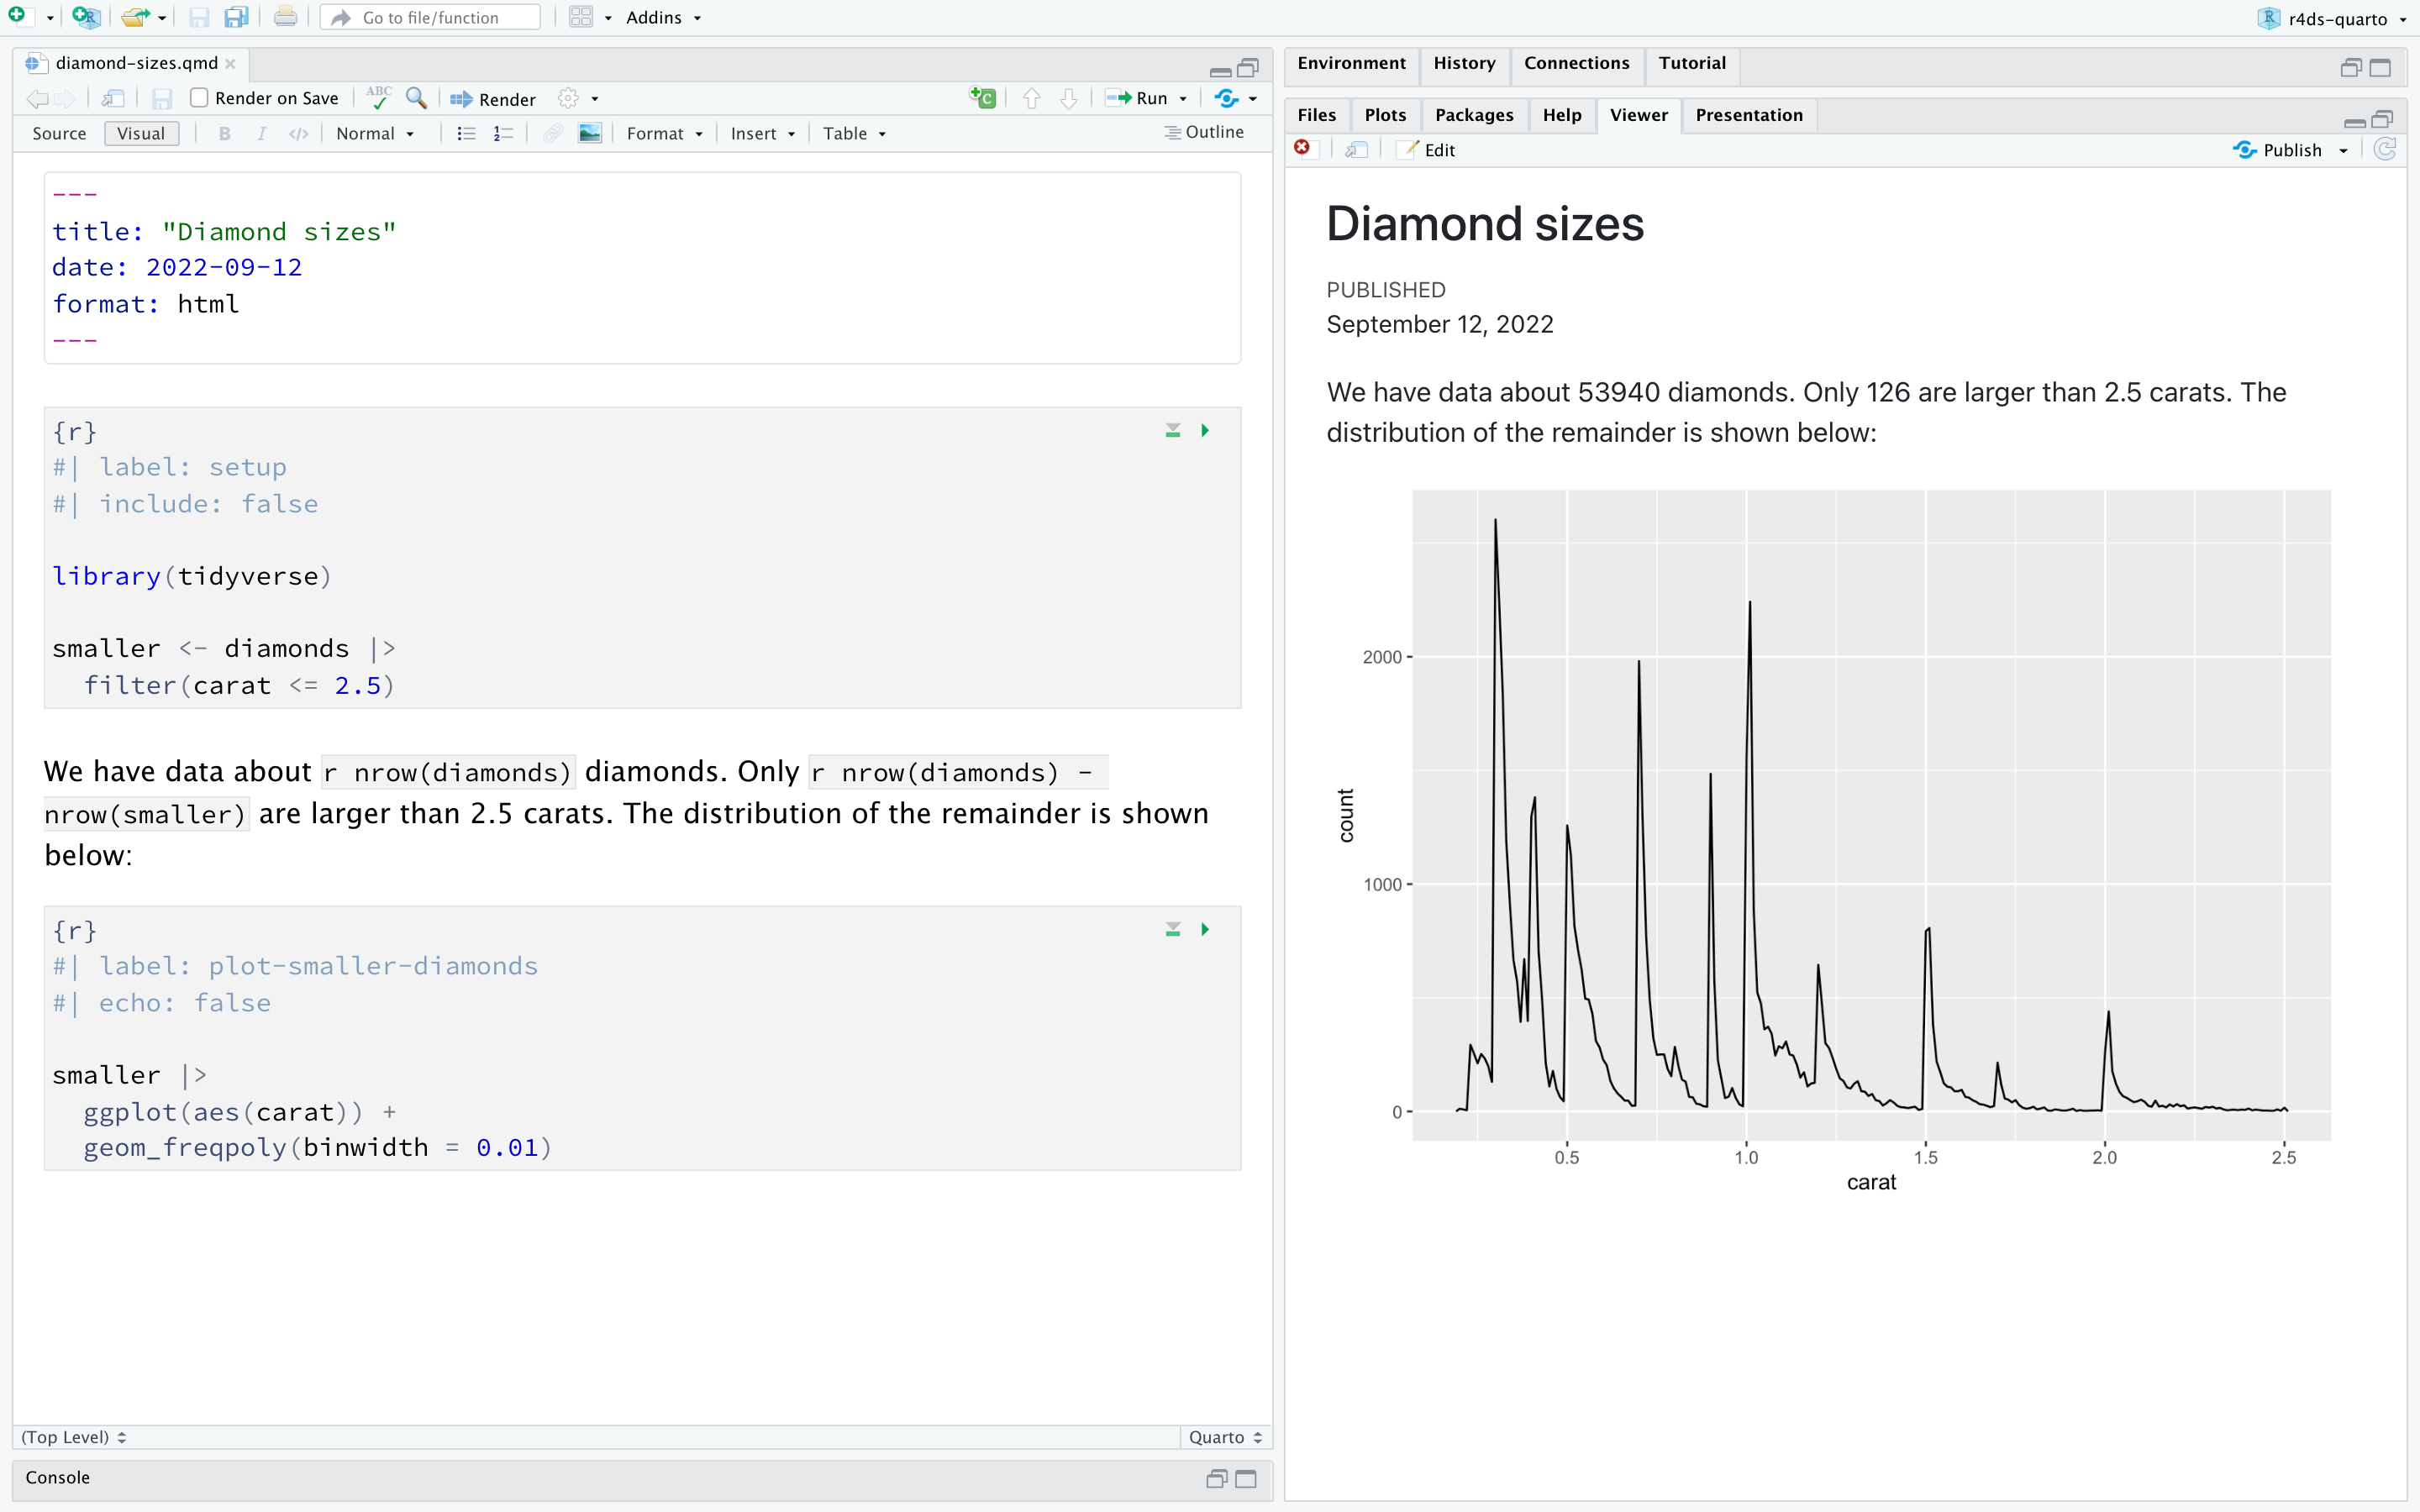 Go to file/function
Addins
r4ds-quarto
diamond-sizes.qmd
Render on Save
ABC
Render
C
Run
Source
Visual
B
I
</>
Normal
Format
Insert
Table
Outline
---
title: "Diamond sizes"
date: 2022-09-12
format: html
---
{r}
#| label: setup
#| include: false
library(tidyverse)
smaller <- diamonds |>
filter(carat <= 2.5)
We have data about r nrow(diamonds) diamonds. Only r nrow(diamonds) -
nrow(smaller) are larger than 2.5 carats. The distribution of the remainder is shown
below:
{r}
#| label: plot-smaller-diamonds
#| echo: false
smaller |>
ggplot(aes(carat)) +
geom_freqpoly(binwidth = 0.01)
(Top Level)
Quarto
Console
Environment
History
Connections
Tutorial
Files
Plots
Packages
Help
Viewer
Presentation
Edit
Publish
Diamond sizes
PUBLISHED
September 12, 2022
We have data about 53940 diamonds. Only 126 are larger than 2.5 carats. The
distribution of the remainder is shown below:
2000
1000
0
count
0.5
1.0
1.5
2.0
2.5
carat